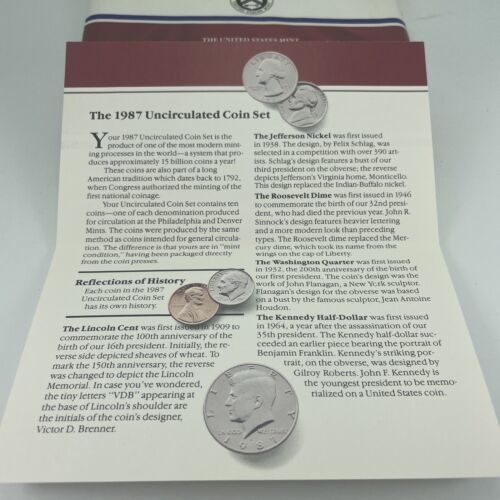 THE UNITED STATES MINT
The 1987 Uncirculated Coin Set
Your 1987 Uncirculated Coin Set is the
product of one of the most modern mint-
ing processes in the world—a system that pro-
duces approximately 15 billion coins a year!
These coins are also part of a long
American tradition which dates back to 1792,
when Congress authorized the minting of the
first national coinage.
Your Uncirculated Coin Set contains ten
coins—one of each denomination produced
for circulation at the Philadelphia and Denver
Mints. The coins were produced by the same
method as coins intended for general circula-
tion. The difference is that yours are in "mint
condition," having been packaged directly
from the coin presses.
Reflections of History
Each coin in the 1987
Uncirculated Coin Set
has its own history.
The Lincoln Cent was first issued in 1909 to
commemorate the 100th anniversary of the
birth of our 16th president. Initially, the re-
verse side depicted sheaves of wheat. To
mark the 150th anniversary, the reverse
was changed to depict the Lincoln
Memorial. In case you've wondered,
the tiny letters "VDB" appearing at
the base of Lincoln's shoulder are
the initials of the coin's designer,
Victor D. Brenner.
The Jefferson Nickel was first issued
in 1938. The design, by Felix Schlag, was
selected in a competition with over 390 art-
ists. Schlag's design features a bust of our
third president on the obverse; the reverse
depicts Jefferson's Virginia home, Monticello.
This design replaced the Indian-Buffalo nickel.
The Roosevelt Dime was first issued in 1946
to commemorate the birth of our 32nd presi-
dent, who had died the previous year. John R.
Sinnock's design features heavier lettering
and a more modern look than preceding
types. The Roosevelt dime replaced the Mer-
cury dime, which took its name from the
wings on the cap of Liberty.
The Washington Quarter was first issued
in 1932, the 200th anniversary of the birth of
our first president. The coin's design was the
work of John Flanagan, a New York sculptor.
Flanagan's design for the obverse was based
on a bust by the famous sculptor, Jean Antoine
Houdon.
The Kennedy Half-Dollar was first issued
in 1964, a year after the assassination of our
35th president. The Kennedy half-dollar suc-
ceeded an earlier piece bearing the portrait of
Benjamin Franklin. Kennedy's striking por-
trait, on the obverse, was designed by
Gilroy Roberts. John F. Kennedy is
the youngest president to be memo-
rialized on a United States coin.
1987